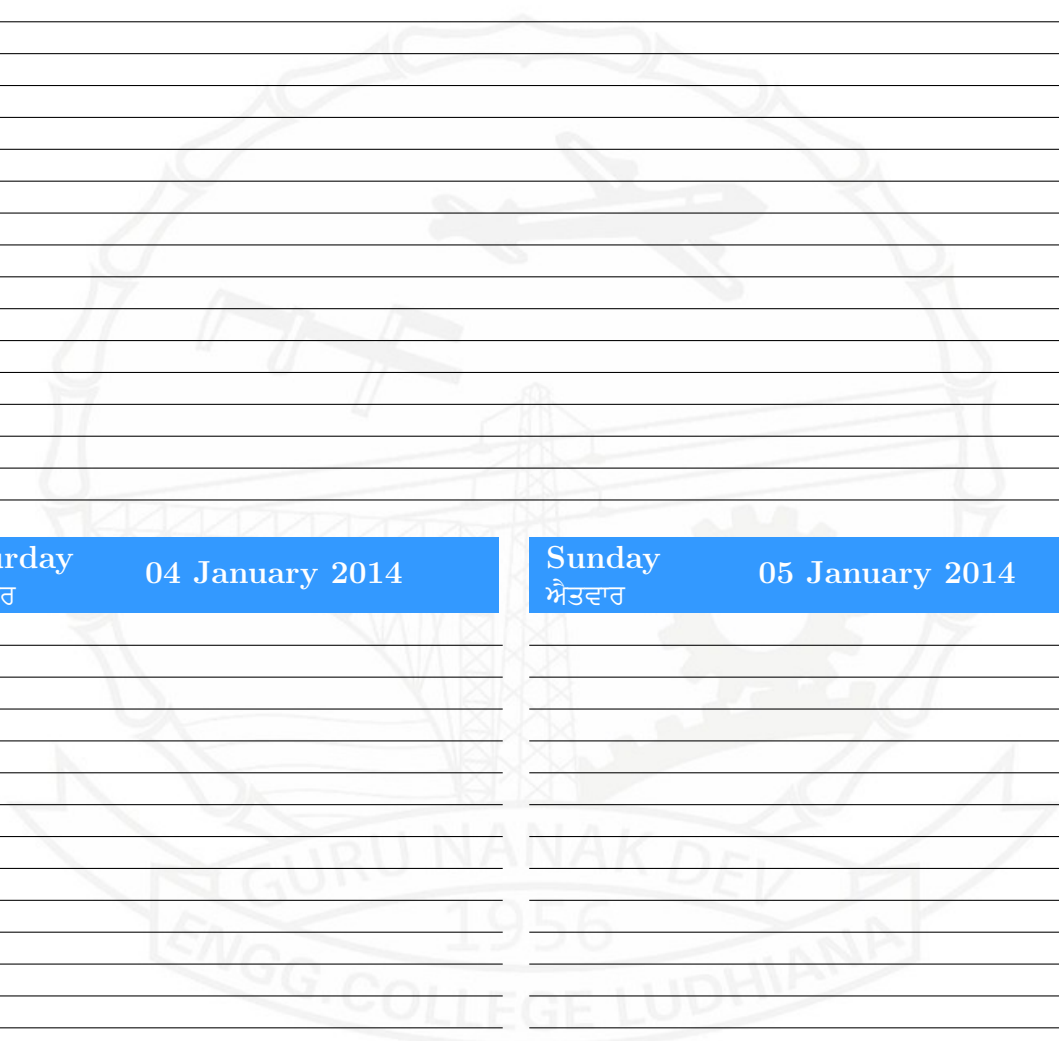 urday
ਰ
04 January 2014
Sunday
ਐਤਵਾਰ
05 January 2014
GURU NANAK DEV
1956
ENGG.COLLEGE LUDHIANA